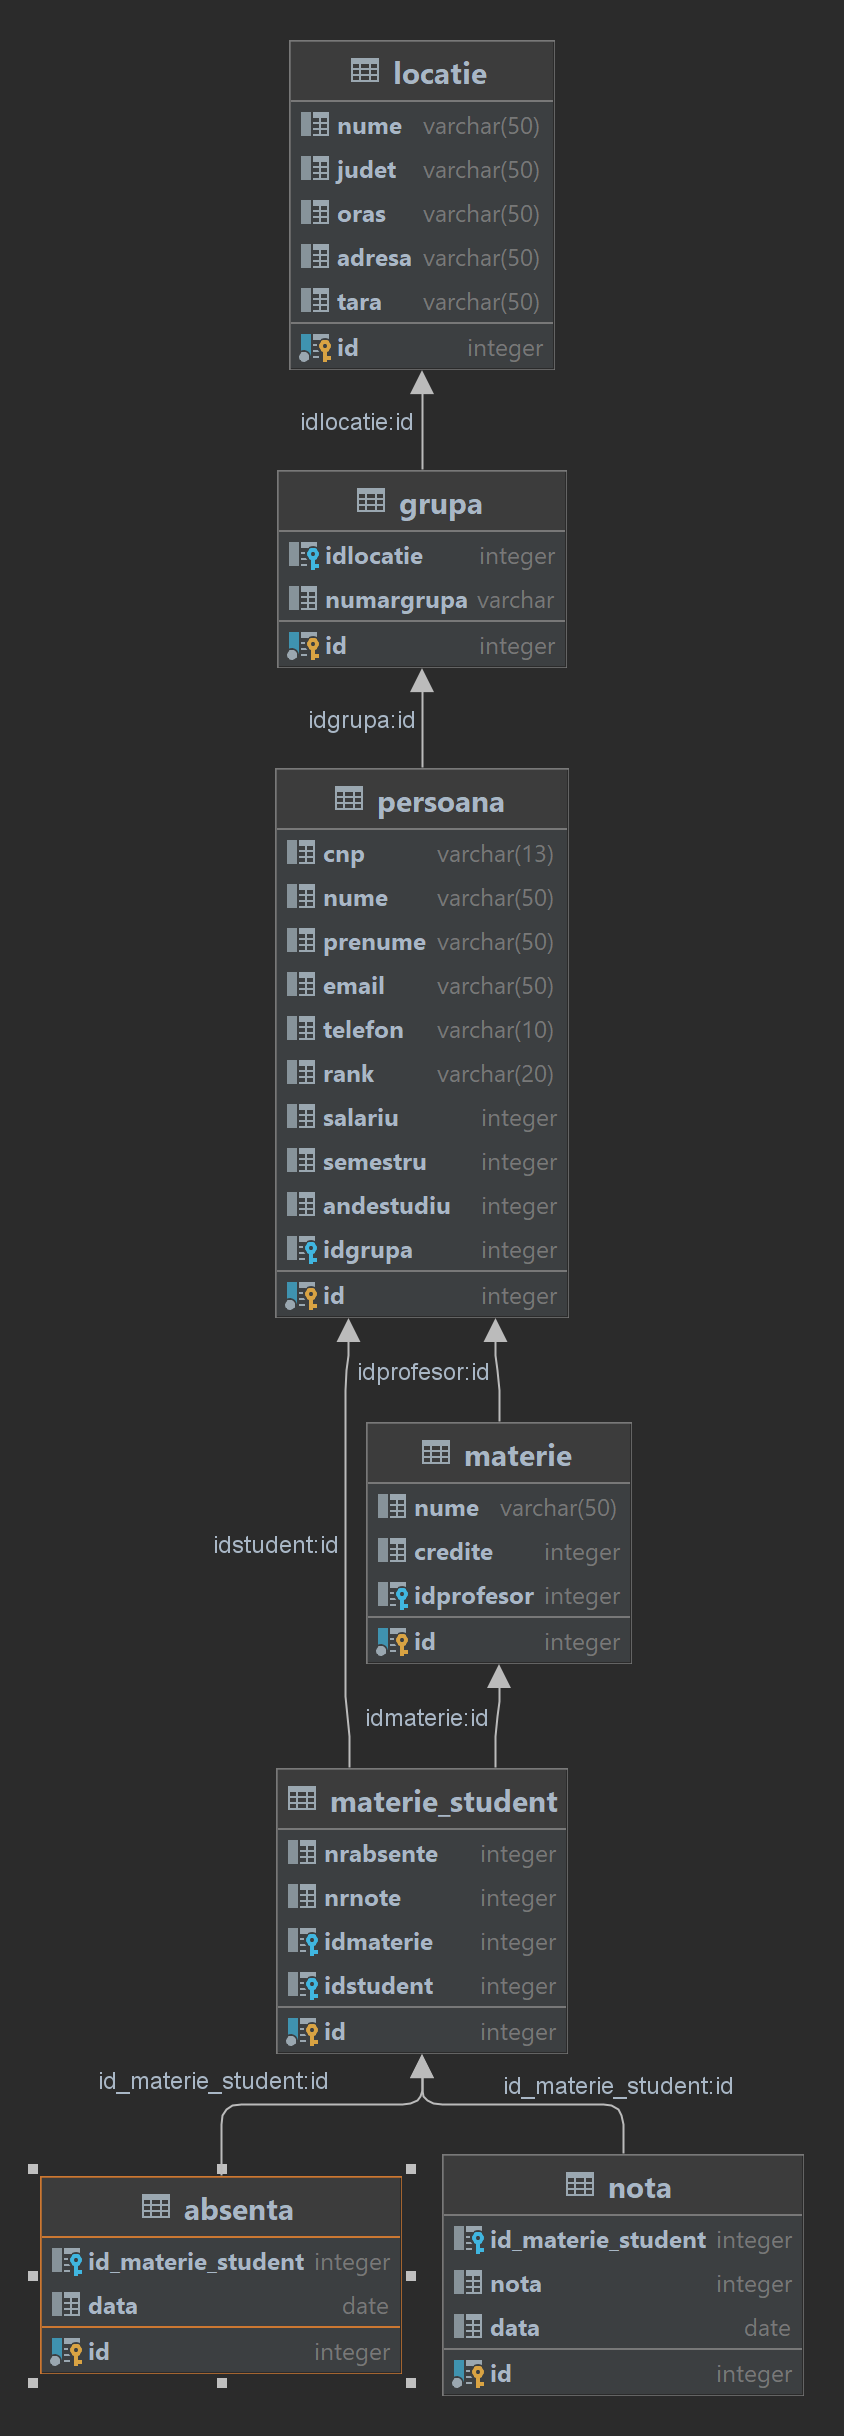 locatie
nume varchar(50)
judet varchar(50)
oras varchar(50)
adresa varchar(50)
tara varchar(50)
id integer
idlocatie:id
grupa
idlocatie integer
numargrupa varchar
id integer
idgrupa:id
persoana
cnp varchar(13)
nume varchar(50)
prenume varchar(50)
email varchar(50)
telefon varchar(10)
rank varchar(20)
salariu integer
semestru integer
andestudiu integer
idgrupa integer
id integer
idprofesor:id
materie
nume varchar(50)
credite integer
idprofesor integer
id integer
idstudent:id
idmaterie:id
materie_student
nrabsente integer
nrnote integer
idmaterie integer
idstudent integer
id integer
id_materie_student:id
id_materie_student:id
absenta
id_materie_student integer
data date
id integer
nota
id_materie_student integer
nota integer
data date
id integer